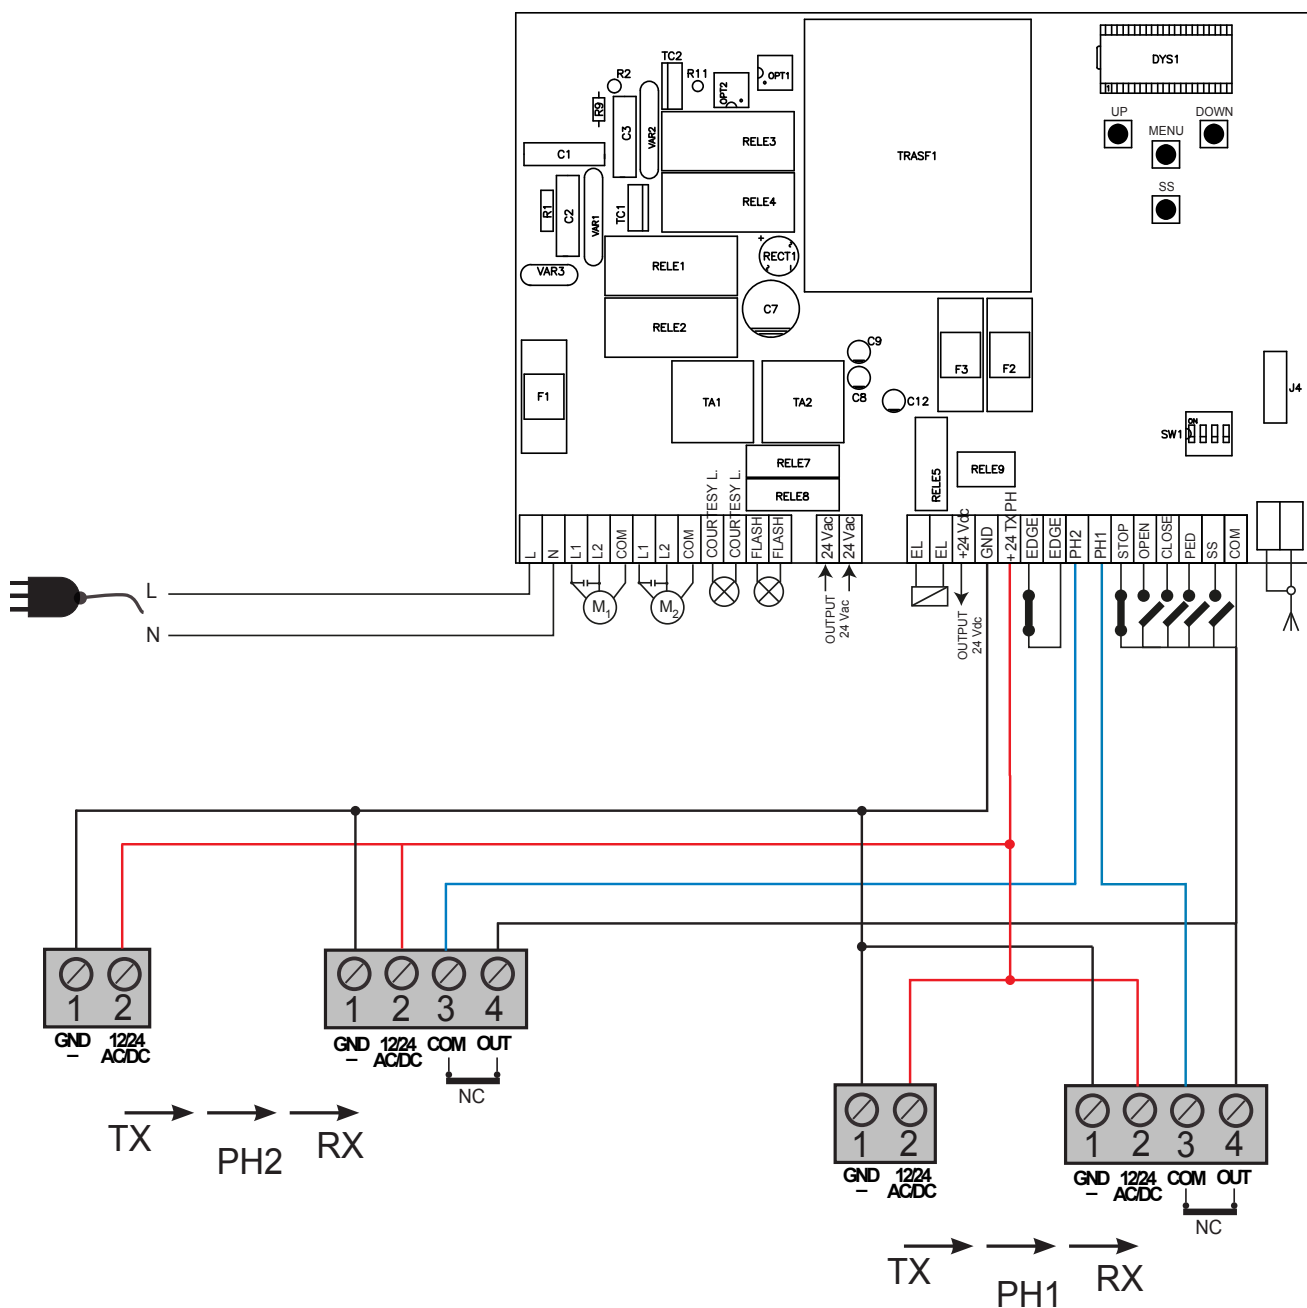 TC2
R2
R11
OPT1
OPT2
DYS1
1
R9
C3
VAR2
RELE3
TRASF1
UP
DOWN
MENU
C1
SS
R1
C2
VAR1
TC1
RELE4
VAR3
RELE1
+
RECT1
RELE2
C7
C9
C8
F1
TA1
TA2
C12
F3
F2
J4
ON
SW1
RELE7
RELE8
RELE5
RELE9
L
N
L1
L2
COM
L1
L2
COM
COURTESY L.
COURTESY L.
FLASH
FLASH
24 Vac
24 Vac
EL
EL
+24 Vdc
GND
+ 24 TX PH
EDGE
EDGE
PH2
PH1
STOP
OPEN
CLOSE
PED
SS
COM
L
N
M1
M2
OUTPUT
24 Vac
OUTPUT
24 Vdc
1 2
GND 12/24
– AC/DC
1 2 3 4
GND 12/24 COM OUT
– AC/DC
NC
TX PH2 RX
1 2
GND 12/24
– AC/DC
1 2 3 4
GND 12/24 COM OUT
– AC/DC
NC
TX PH1 RX